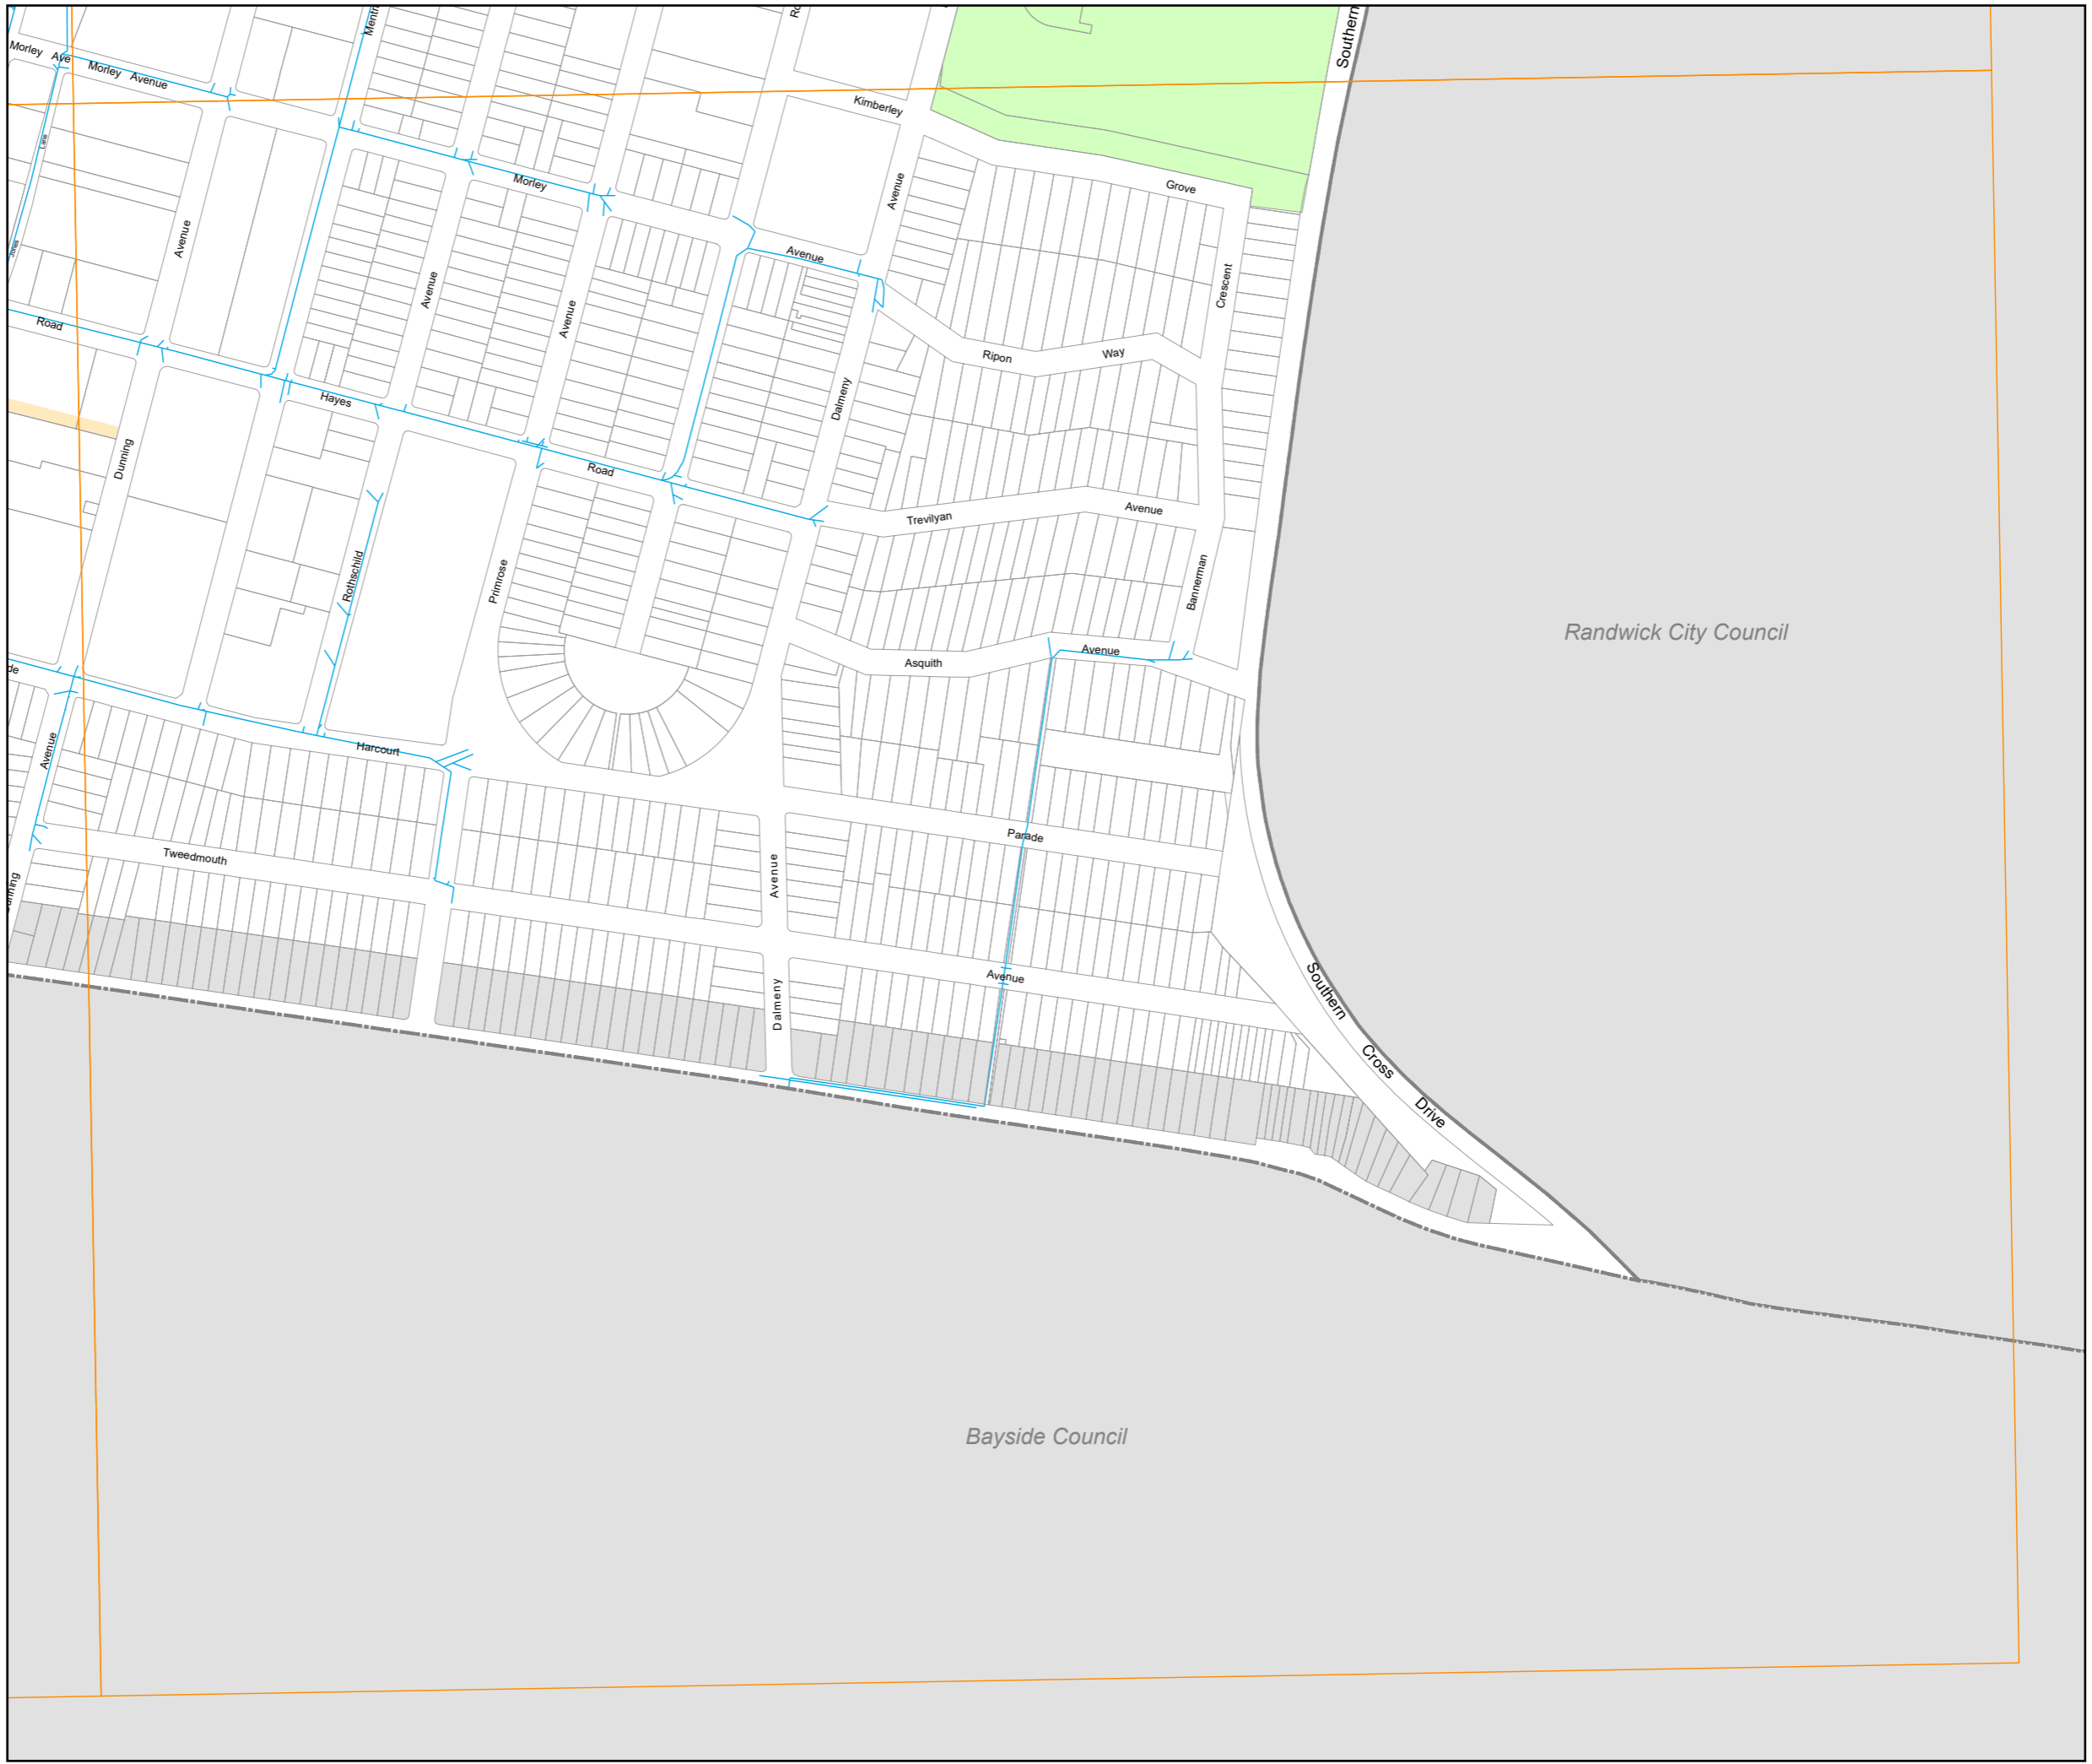 Southern
Morley Ave
Morley Avenue
Kimberley
Lane
Morley
Grove
Avenue
Avenue
Avenue
Crescent
Avenue
Avenue
Road
Ripon
Way
Hayes
Dalmeny
Dunning
Road
Avenue
Trevilyan
Rothschild
Primrose
Bannerman
Randwick City Council
Avenue
Asquith
Avenue
Harcourt
Parade
Tweedmouth
Avenue
Avenue
Dalmeny
Southern
Cross
Drive
Bayside Council